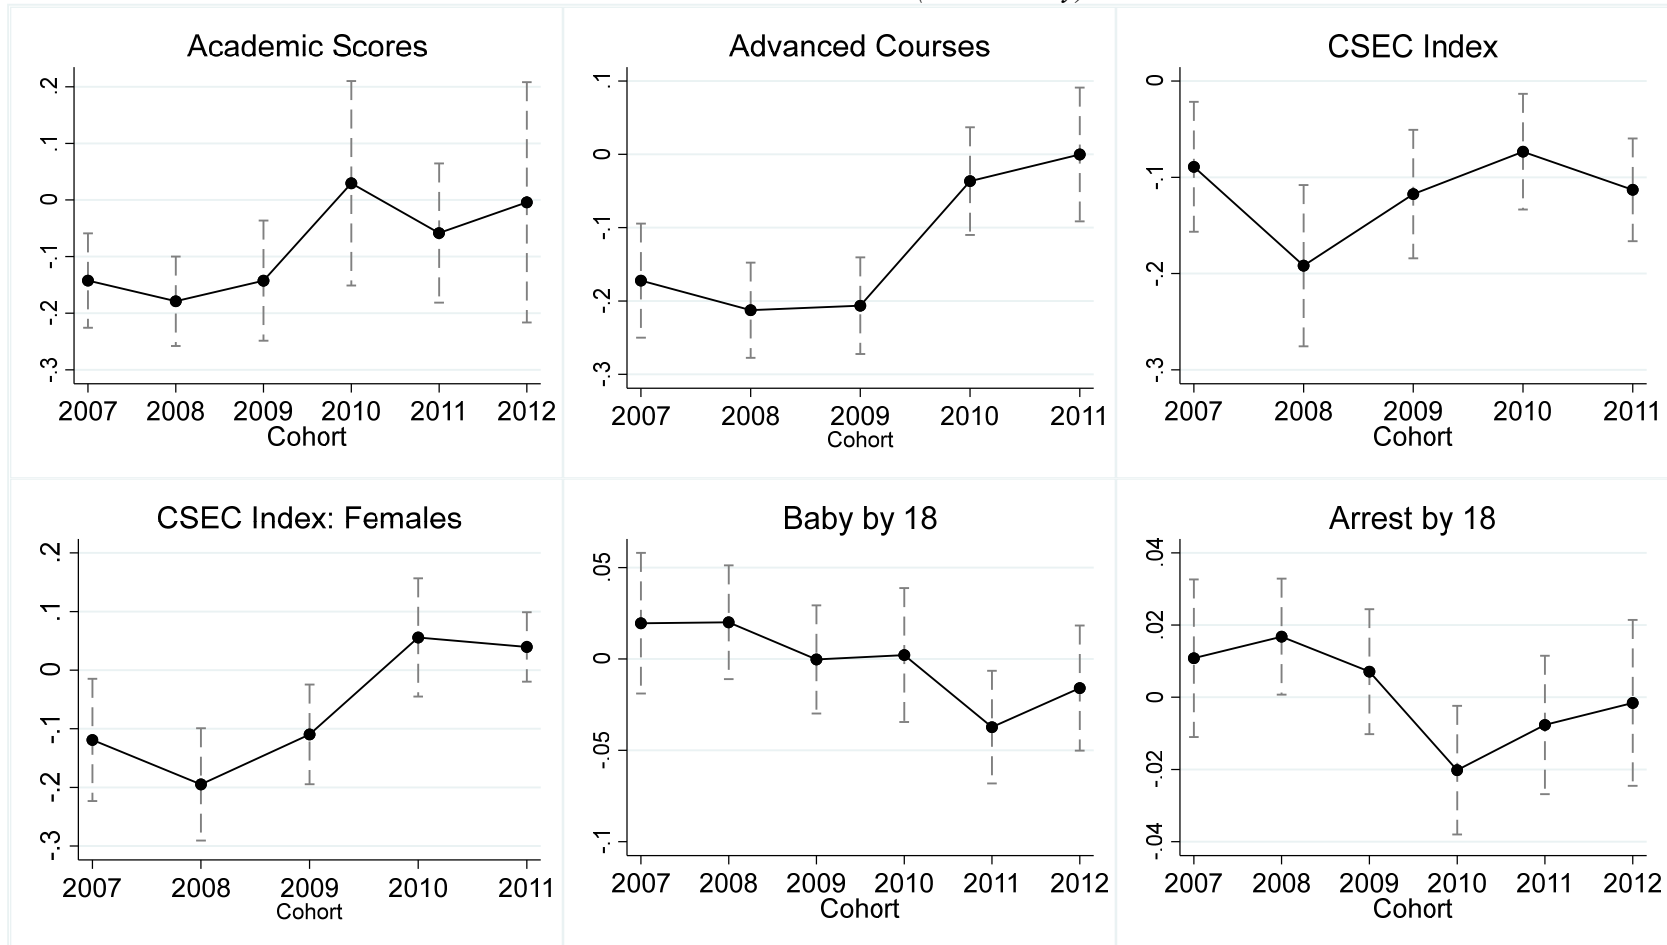 Academic Scores
.2
.1
0
-.1
-.2
-.3
2007 2008 2009 2010 2011 2012
Cohort
Advanced Courses
.1
0
-.1
-.2
-.3
2007 2008 2009 2010 2011
Cohort
CSEC Index
0
-.1
-.2
-.3
2007 2008 2009 2010 2011
Cohort
CSEC Index: Females
.2
.1
0
-.1
-.2
-.3
2007 2008 2009 2010 2011
Cohort
Baby by 18
.05
0
-.05
-.1
2007 2008 2009 2010 2011 2012
Cohort
Arrest by 18
.04
.02
0
-.02
-.04
2007 2008 2009 2010 2011 2012
Cohort